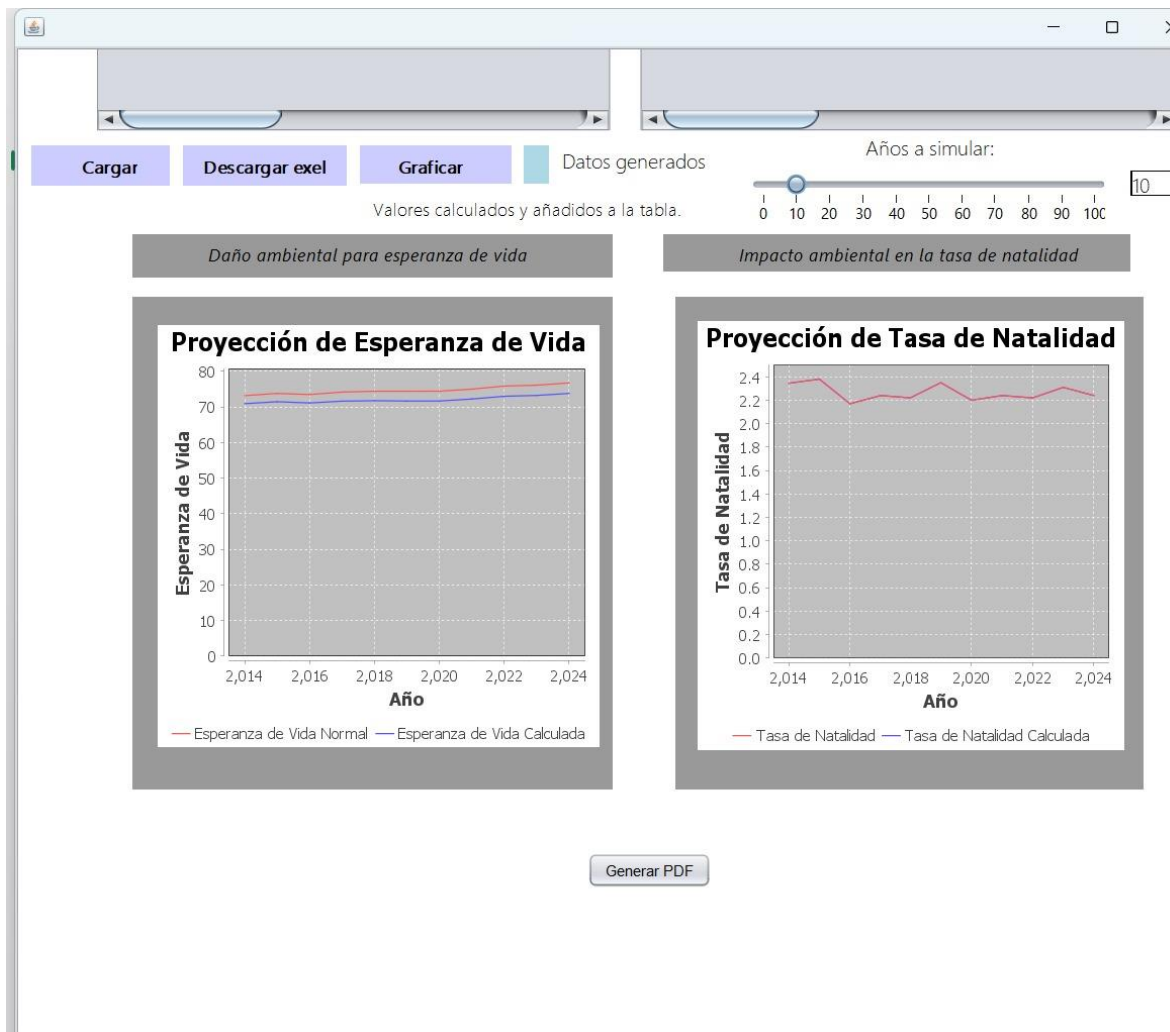 Cargar Descargar exel Graficar Datos generados
Años a simular:
10
0 10 20 30 40 50 60 70 80 90 100
Valores calculados y añadidos a la tabla.
Daño ambiental para esperanza de vida
Impacto ambiental en la tasa de natalidad
Proyección de Esperanza de Vida
80
70
60
50
40
30
20
10
0
Esperanza de Vida
2,014 2,016 2,018 2,020 2,022 2,024
Año
Esperanza de Vida Normal Esperanza de Vida Calculada
Proyección de Tasa de Natalidad
2.4
2.2
2.0
1.8
1.6
1.4
1.2
1.0
0.8
0.6
0.4
0.2
0.0
Tasa de Natalidad
2,014 2,016 2,018 2,020 2,022 2,024
Año
Tasa de Natalidad Tasa de Natalidad Calculada
Generar PDF